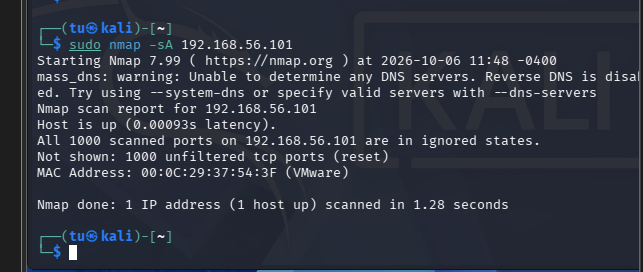 ┌──(tu㉿kali)-[~]
└─$ sudo nmap -sA 192.168.56.101
Starting Nmap 7.99 ( https://nmap.org ) at 2026-10-06 11:48 -0400
mass_dns: warning: Unable to determine any DNS servers. Reverse DNS is disa
ed. Try using --system-dns or specify valid servers with --dns-servers
Nmap scan report for 192.168.56.101
Host is up (0.00093s latency).
All 1000 scanned ports on 192.168.56.101 are in ignored states.
Not shown: 1000 unfiltered tcp ports (reset)
MAC Address: 00:0C:29:37:54:3F (VMware)
Nmap done: 1 IP address (1 host up) scanned in 1.28 seconds
┌──(tu㉿kali)-[~]
└─$
KALI